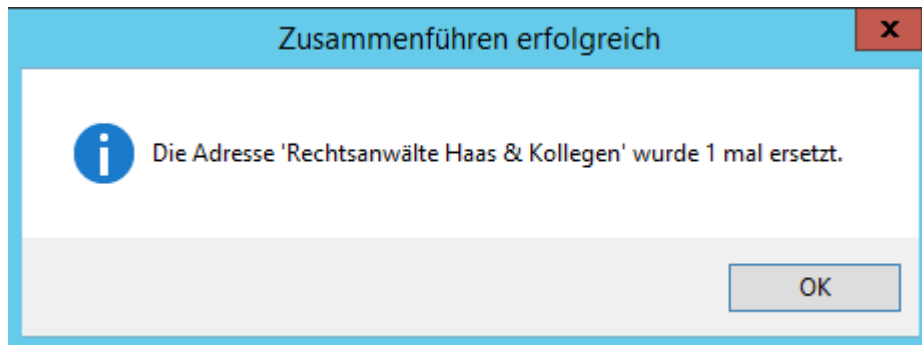 Zusammenführen erfolgreich
x
Die Adresse 'Rechtsanwälte Haas & Kollegen' wurde 1 mal ersetzt.
OK